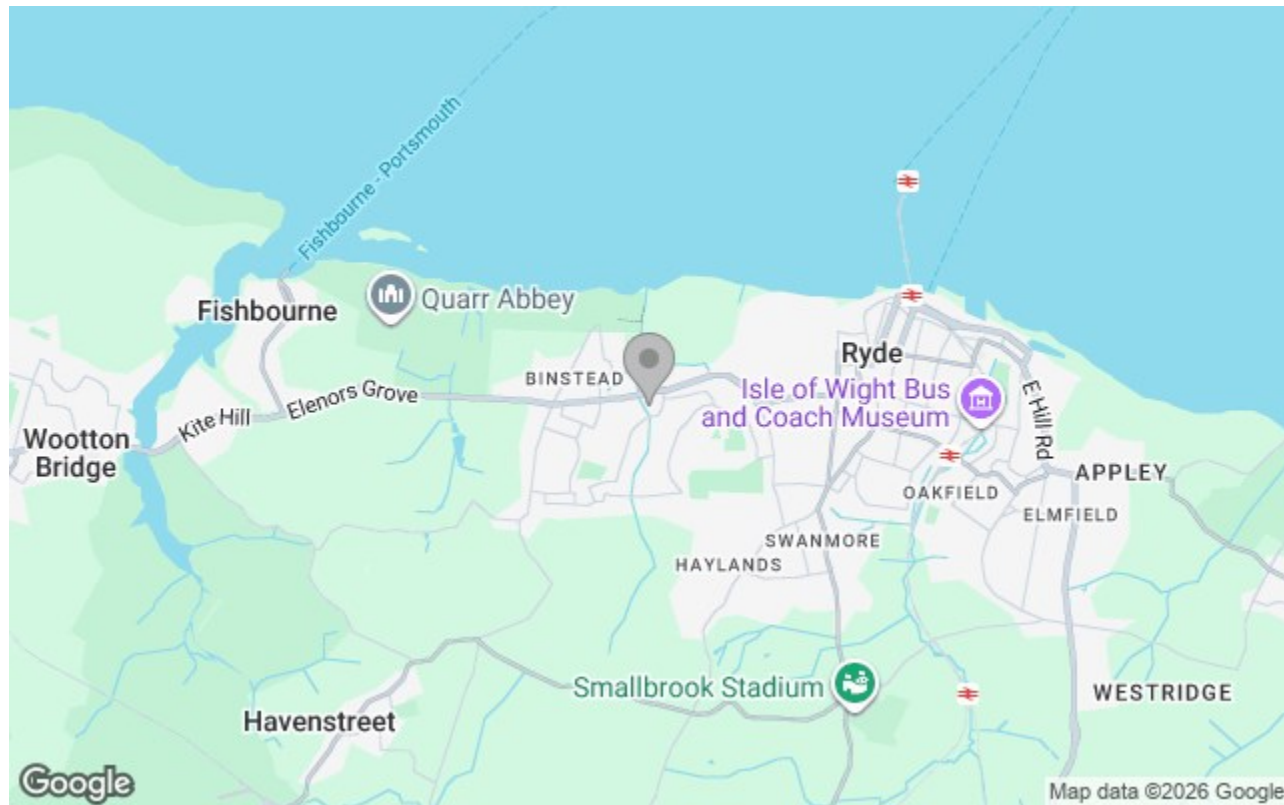 Fishbourne - Portsmouth
Fishbourne
Quarr Abbey
Ryde
BINSTEAD
Isle of Wight Bus
and Coach Museum
Elenors Grove
E Hill Rd
Kite Hill
Wootton
Bridge
APPLEY
OAKFIELD
ELMFIELD
SWANMORE
HAYLANDS
Smallbrook Stadium
WESTRIDGE
Havenstreet
Google
Map data ©2026 Google